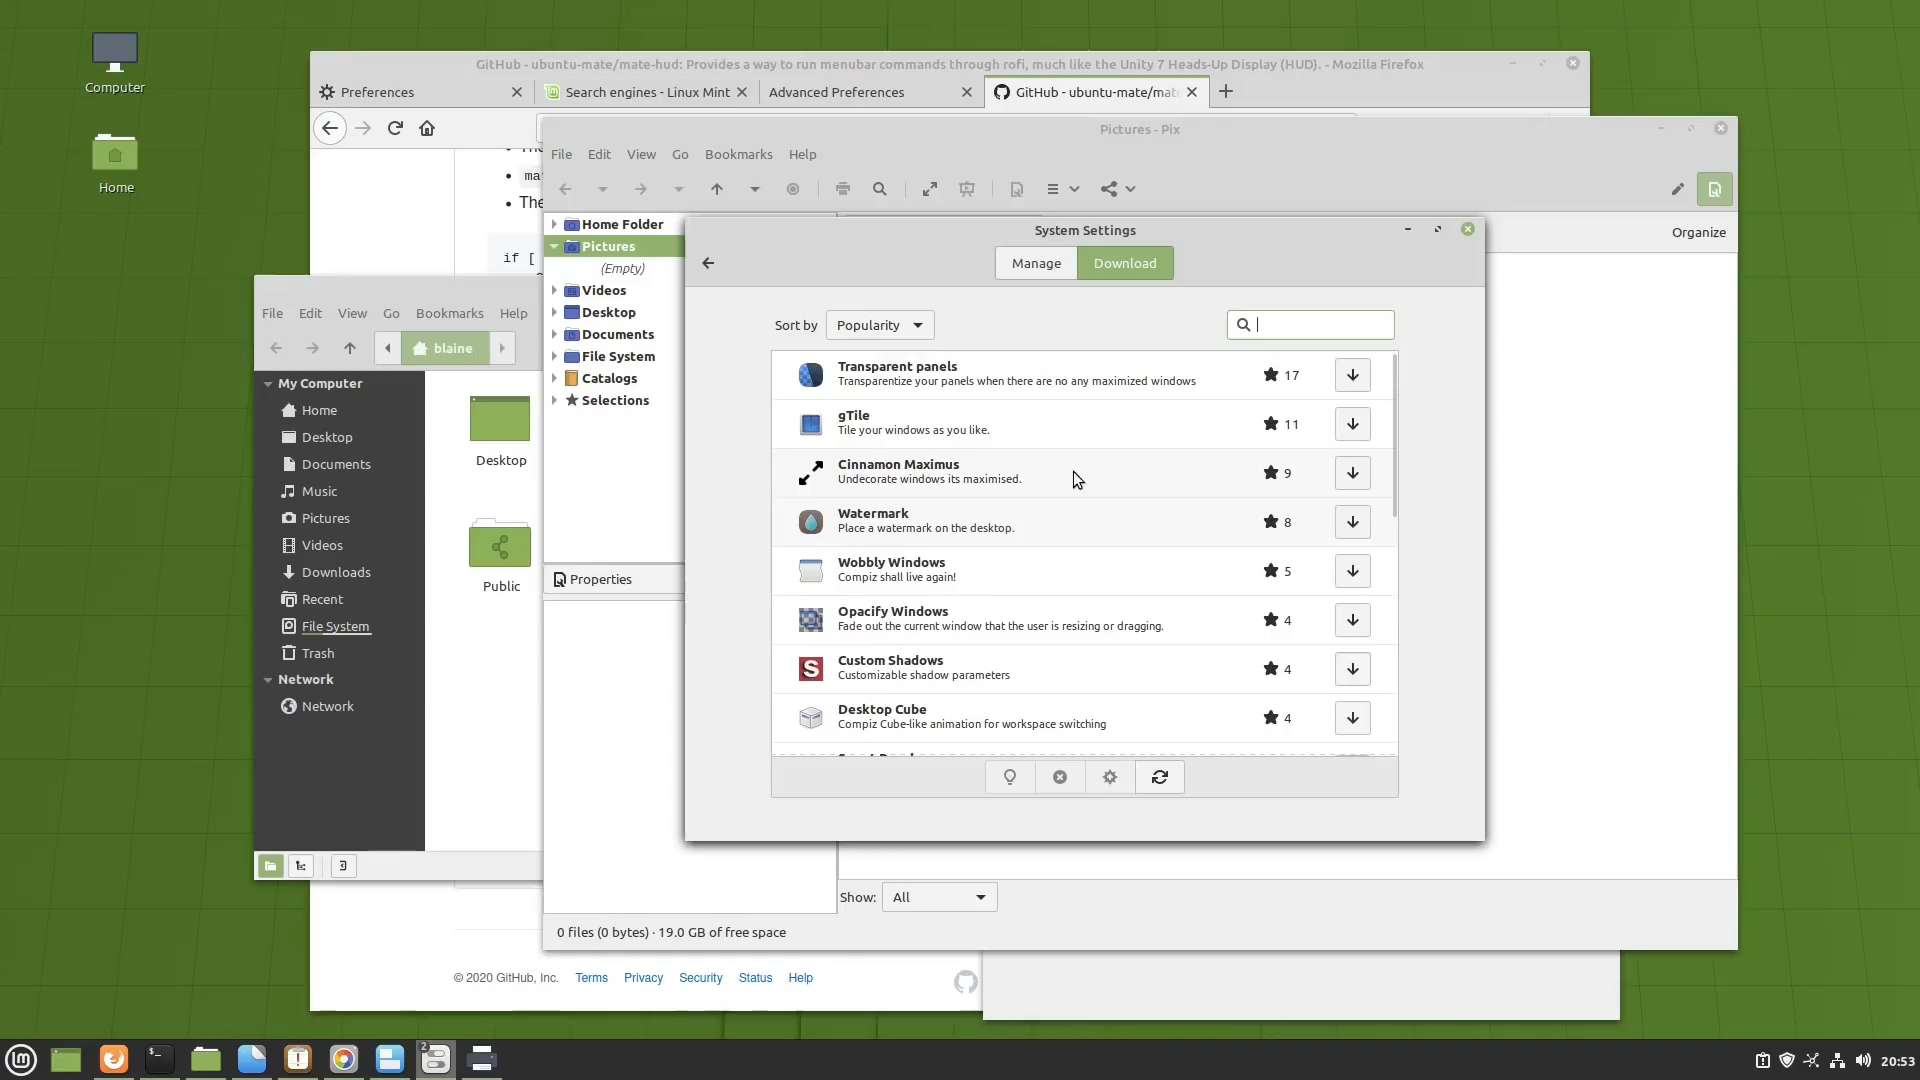 Computer
Home
GitHub - ubuntu-mate/mate-hud: Provides a way to run menubar commands through rofi, much like the Unity 7 Heads-Up Display (HUD). - Mozilla Firefox
Preferences
Search engines - Linux Mint
Advanced Preferences
GitHub - ubuntu-mate/mat
ma
The
if [
© 2020 GitHub, Inc. Terms Privacy Security Status Help
Pictures - Pix
File Edit View Go Bookmarks Help
Organize
Home Folder
Pictures
(Empty)
Videos
Desktop
Documents
File System
Catalogs
Selections
Properties
Show: All
0 files (0 bytes) · 19.0 GB of free space
File Edit View Go Bookmarks Help
blaine
My Computer
Home
Desktop
Documents
Music
Pictures
Videos
Downloads
Recent
File System
Trash
Network
Network
Desktop
Public
System Settings
Manage Download
Sort by Popularity
Transparent panels
Transparentize your panels when there are no any maximized windows
17
gTile
Tile your windows as you like.
11
Cinnamon Maximus
Undecorate windows its maximised.
9
Watermark
Place a watermark on the desktop.
8
Wobbly Windows
Compiz shall live again!
5
Opacify Windows
Fade out the current window that the user is resizing or dragging.
4
Custom Shadows
Customizable shadow parameters
4
Desktop Cube
Compiz Cube-like animation for workspace switching
4
2
20:53